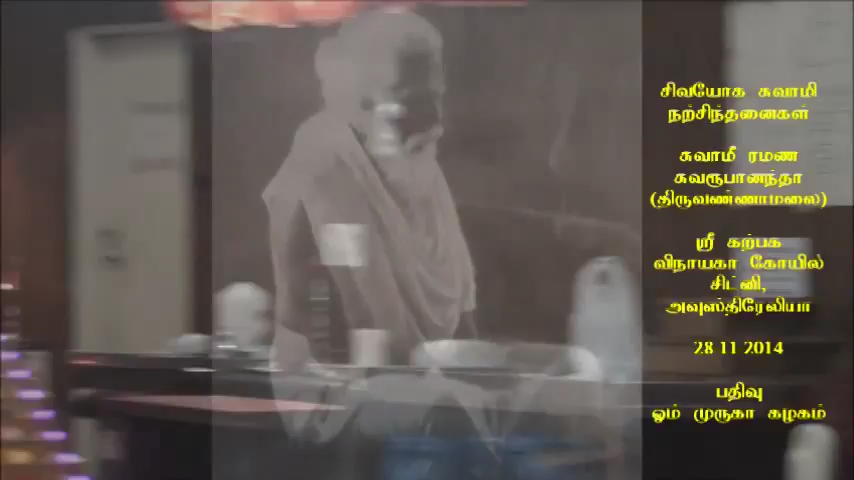 சிவயோக சுவாமி
நற்சிந்தனைகள்
சுவாமீ ரமண
சுவரூபானந்தா
(திருவண்ணாமலை)
ஸ்ரீ கற்பக
விநாயகா கோயில்
சிட்னி,
அவுஸ்திரேலியா
28 11 2014
பதிவு
ஓம் முருகா கழகம்